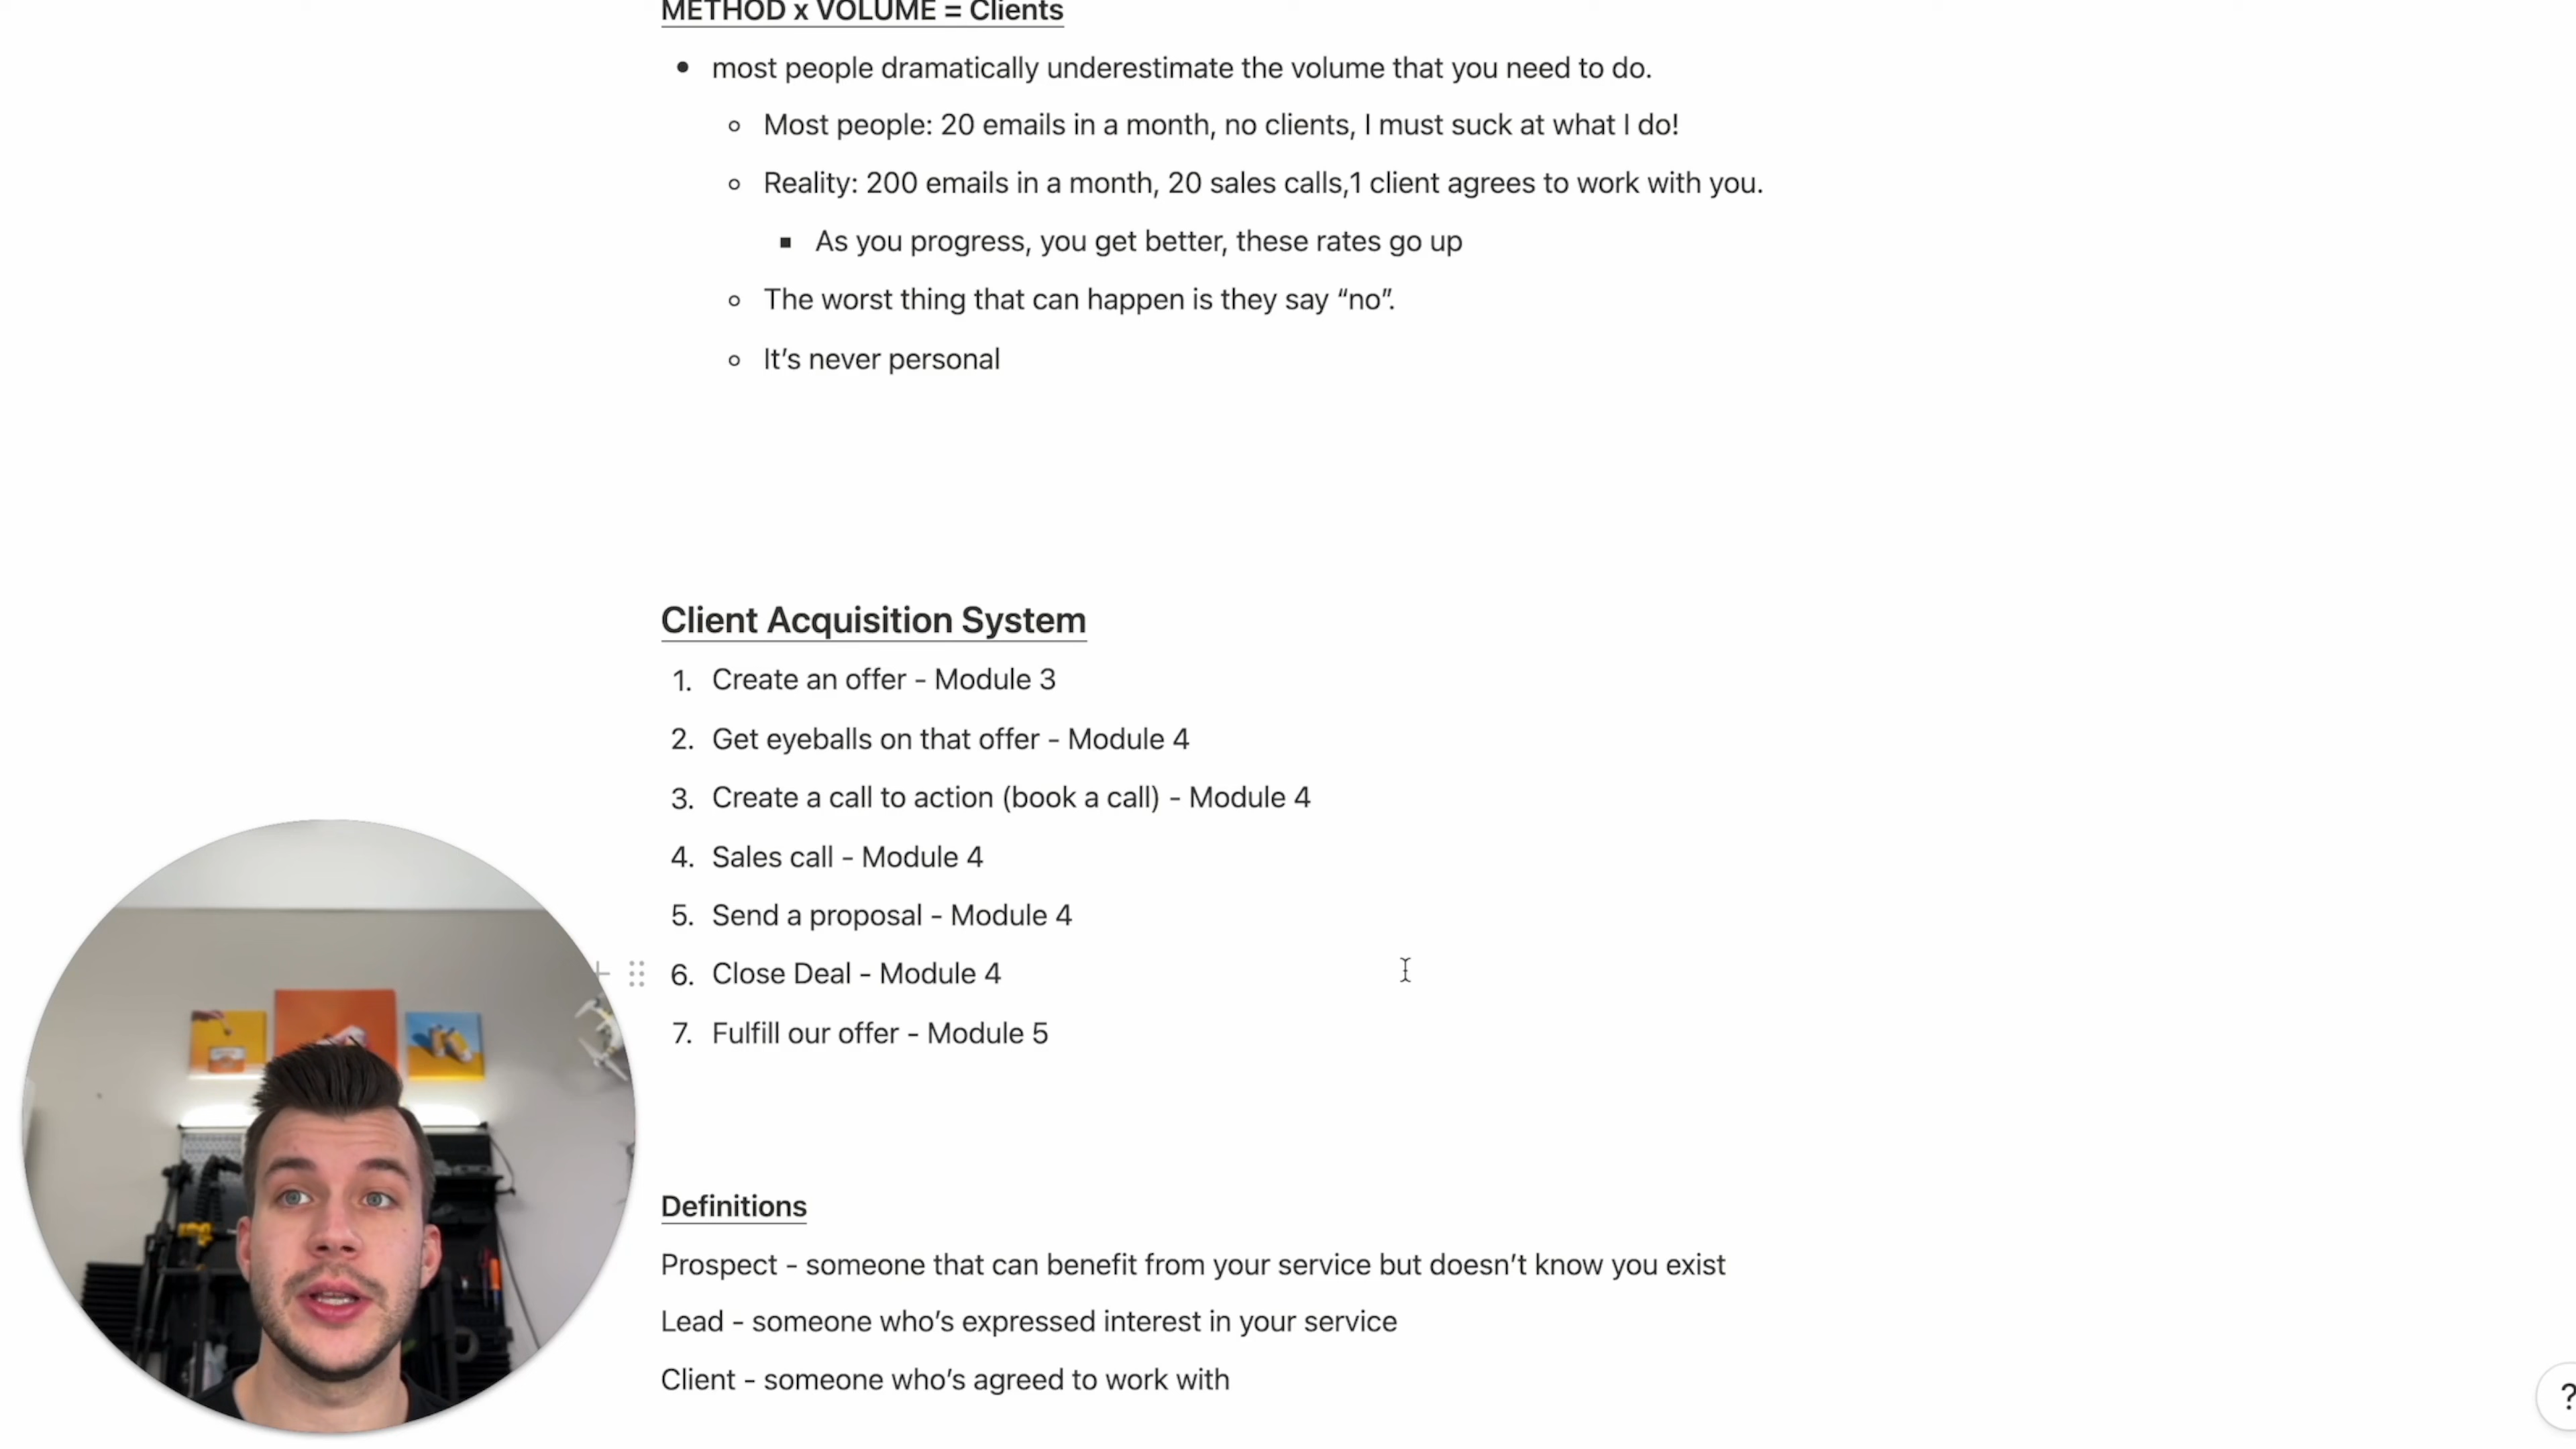 METHOD x VOLUME = Clients
• most people dramatically underestimate the volume that you need to do.
○ Most people: 20 emails in a month, no clients, I must suck at what I do!
○ Reality: 200 emails in a month, 20 sales calls,1 client agrees to work with you.
■ As you progress, you get better, these rates go up
○ The worst thing that can happen is they say “no”.
○ It’s never personal
Client Acquisition System
1. Create an offer - Module 3
2. Get eyeballs on that offer - Module 4
3. Create a call to action (book a call) - Module 4
4. Sales call - Module 4
5. Send a proposal - Module 4
6. Close Deal - Module 4
7. Fulfill our offer - Module 5
Definitions
Prospect - someone that can benefit from your service but doesn’t know you exist
Lead - someone who’s expressed interest in your service
Client - someone who’s agreed to work with
?